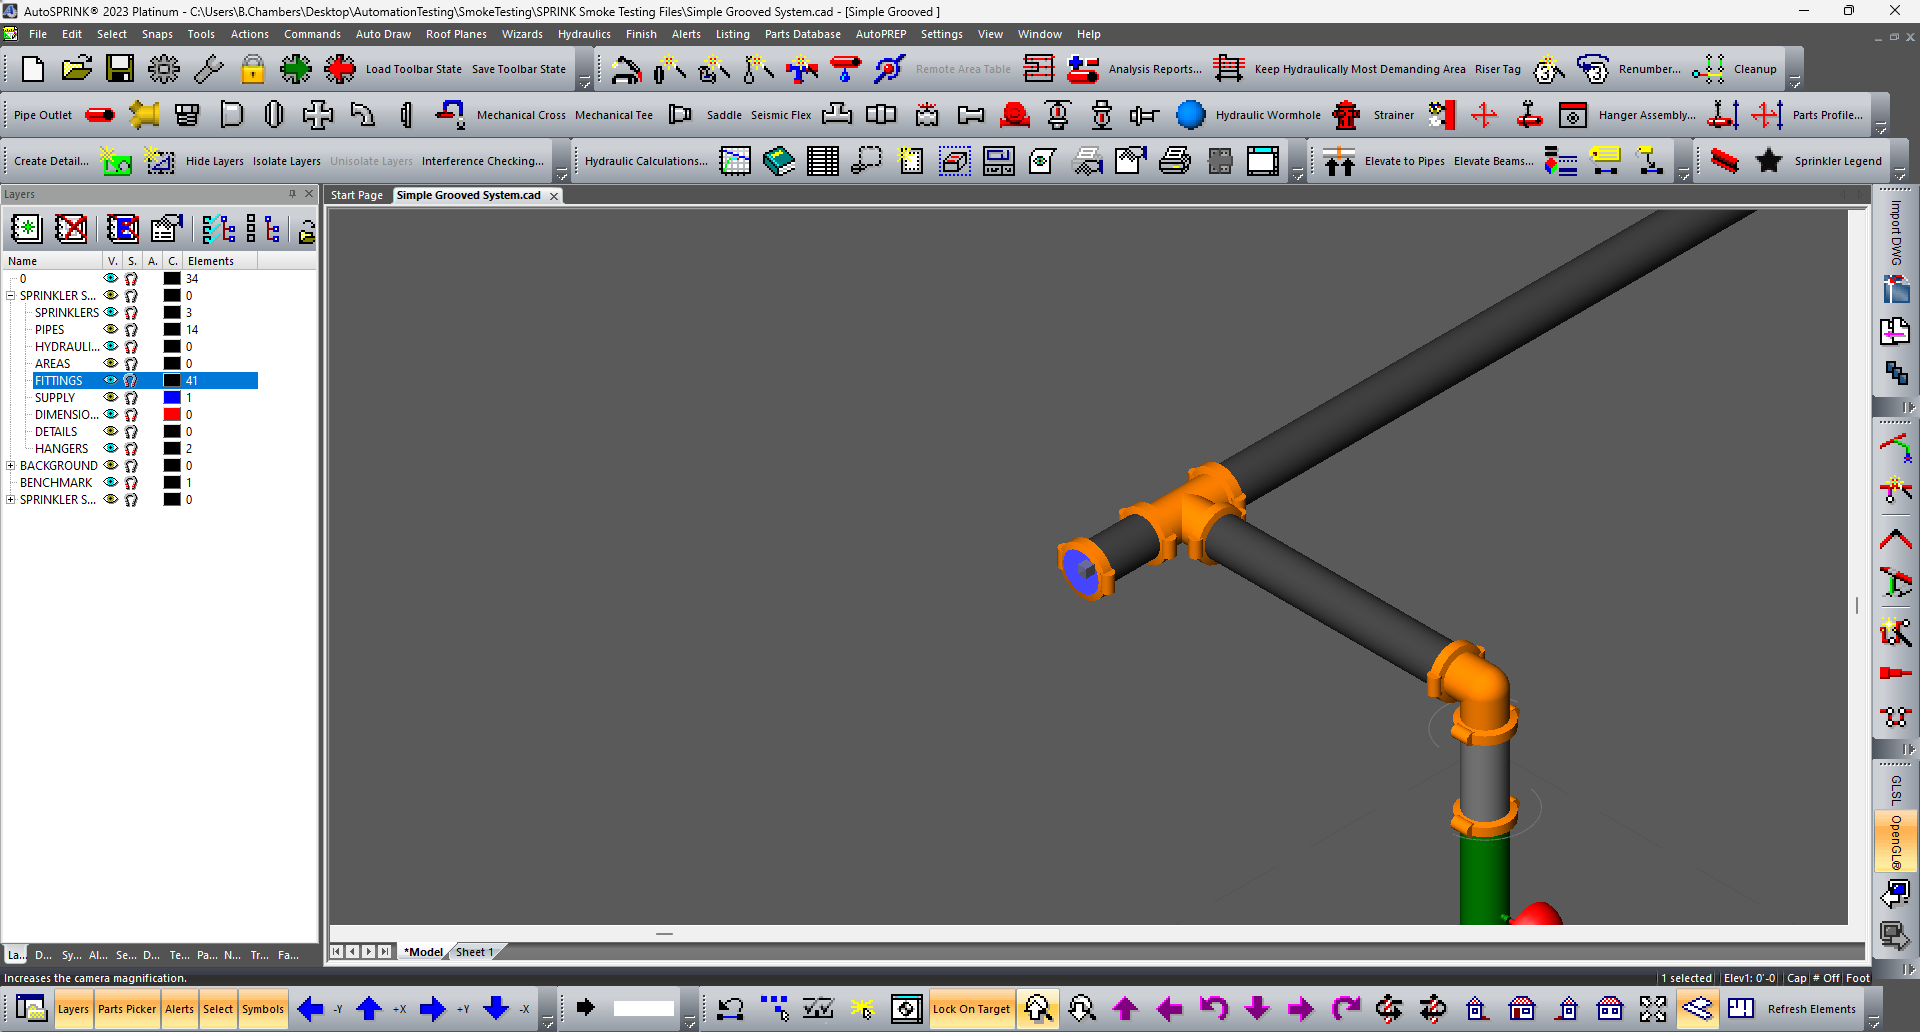 AutoSPRINK® 2023 Platinum - C:\Users\B.Chambers\Desktop\AutomationTesting\SmokeTesting\SPRINK Smoke Testing Files\Simple Grooved System.cad - [Simple Grooved ]
File Edit Select Snaps Tools Actions Commands Auto Draw Roof Planes Wizards Hydraulics Finish Alerts Listing Parts Database AutoPREP Settings View Window Help
Load Toolbar State Save Toolbar State Remote Area Table Analysis Reports... Keep Hydraulically Most Demanding Area Riser Tag Renumber... Cleanup
Pipe Outlet Mechanical Cross Mechanical Tee Saddle Seismic Flex Hydraulic Wormhole Strainer Hanger Assembly... Parts Profile...
Create Detail... Hide Layers Isolate Layers Unisolate Layers Interference Checking... Hydraulic Calculations... Elevate to Pipes Elevate Beams... Sprinkler Legend
Layers
Start Page Simple Grooved System.cad
Name V. S. A. C. Elements
0 34
SPRINKLER S... 0
SPRINKLERS 3
PIPES 14
HYDRAULI... 0
AREAS 0
FITTINGS 41
SUPPLY 1
DIMENSIO... 0
DETAILS 0
HANGERS 2
BACKGROUND 0
BENCHMARK 1
SPRINKLER S... 0
Import DWG
GLSL
OpenGL®
La... D... Sy... Al... Se... D... Te... Pa... N... Tr... Fa...
*Model Sheet 1
Increases the camera magnification.
1 selected Elev1: 0'-0 Cap # Off Foot
Layers Parts Picker Alerts Select Symbols -Y +X +Y -X Lock On Target Refresh Elements